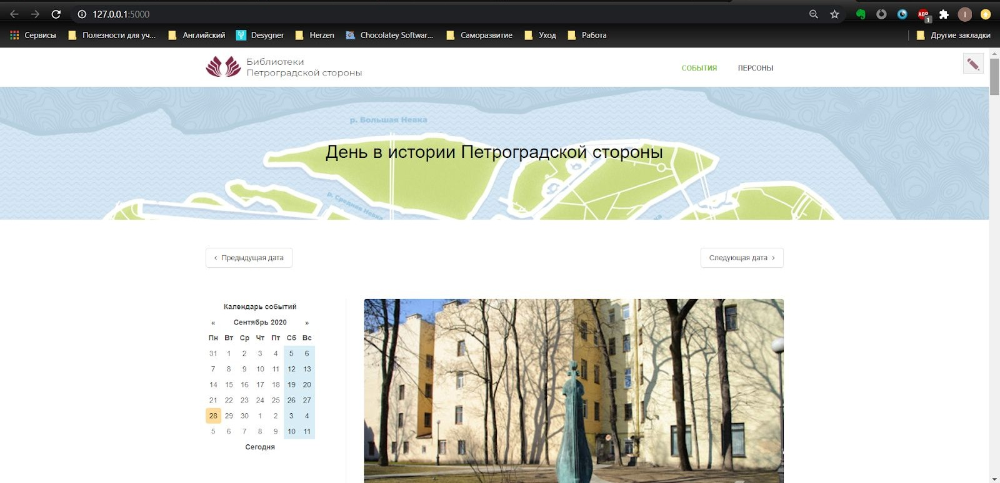 127.0.0.1:5000
ABP
1
I
Сервисы
Полезности для уч...
Английский
Desygner
Herzen
Chocolatey Softwar...
Саморазвитие
Уход
Работа
Другие закладки
Библиотеки
Петроградской стороны
СОБЫТИЯ
ПЕРСОНЫ
р. Большая Невка
День в истории Петроградской стороны
р. Средняя Невка
‹ Предыдущая дата
Следующая дата ›
Календарь событий
« Сентябрь 2020 »
Пн Вт Ср Чт Пт Сб Вс
31 1 2 3 4 5 6
7 8 9 10 11 12 13
14 15 16 17 18 19 20
21 22 23 24 25 26 27
28 29 30 1 2 3 4
5 6 7 8 9 10 11
Сегодня